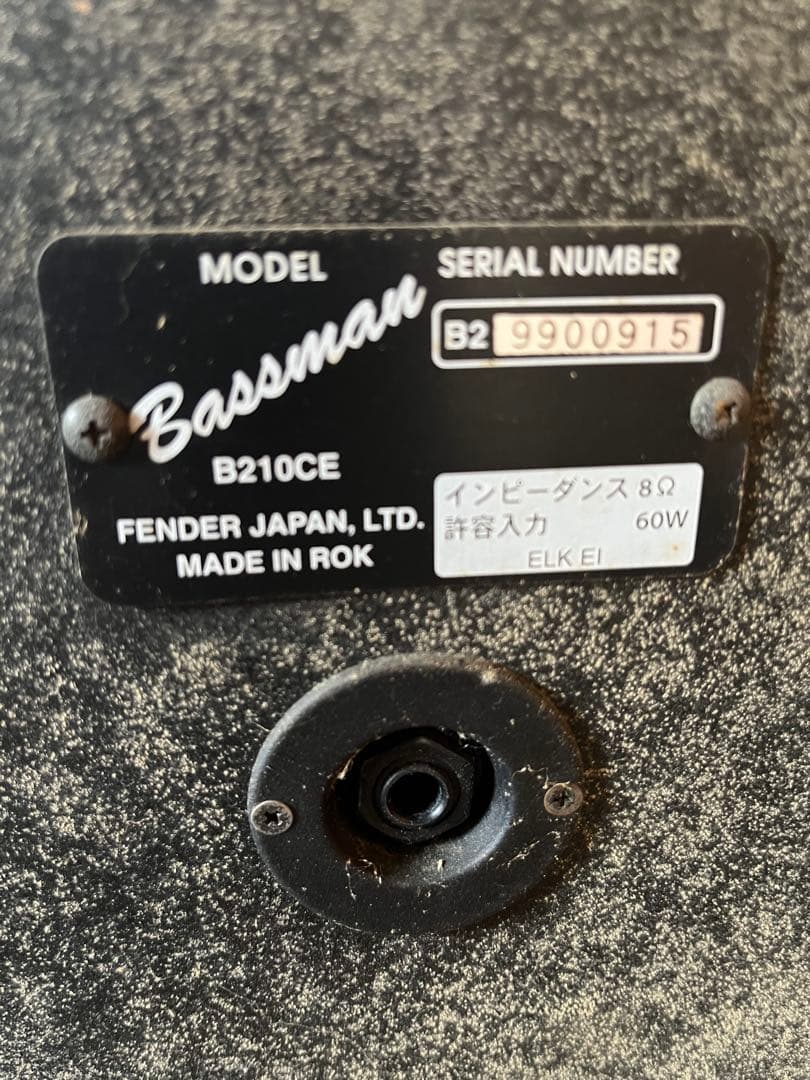 MODEL
SERIAL NUMBER
Bassman
B2 9900915
B210CE
FENDER JAPAN, LTD.
MADE IN ROK
インピーダンス 8Ω
許容入力 60W
ELK EI